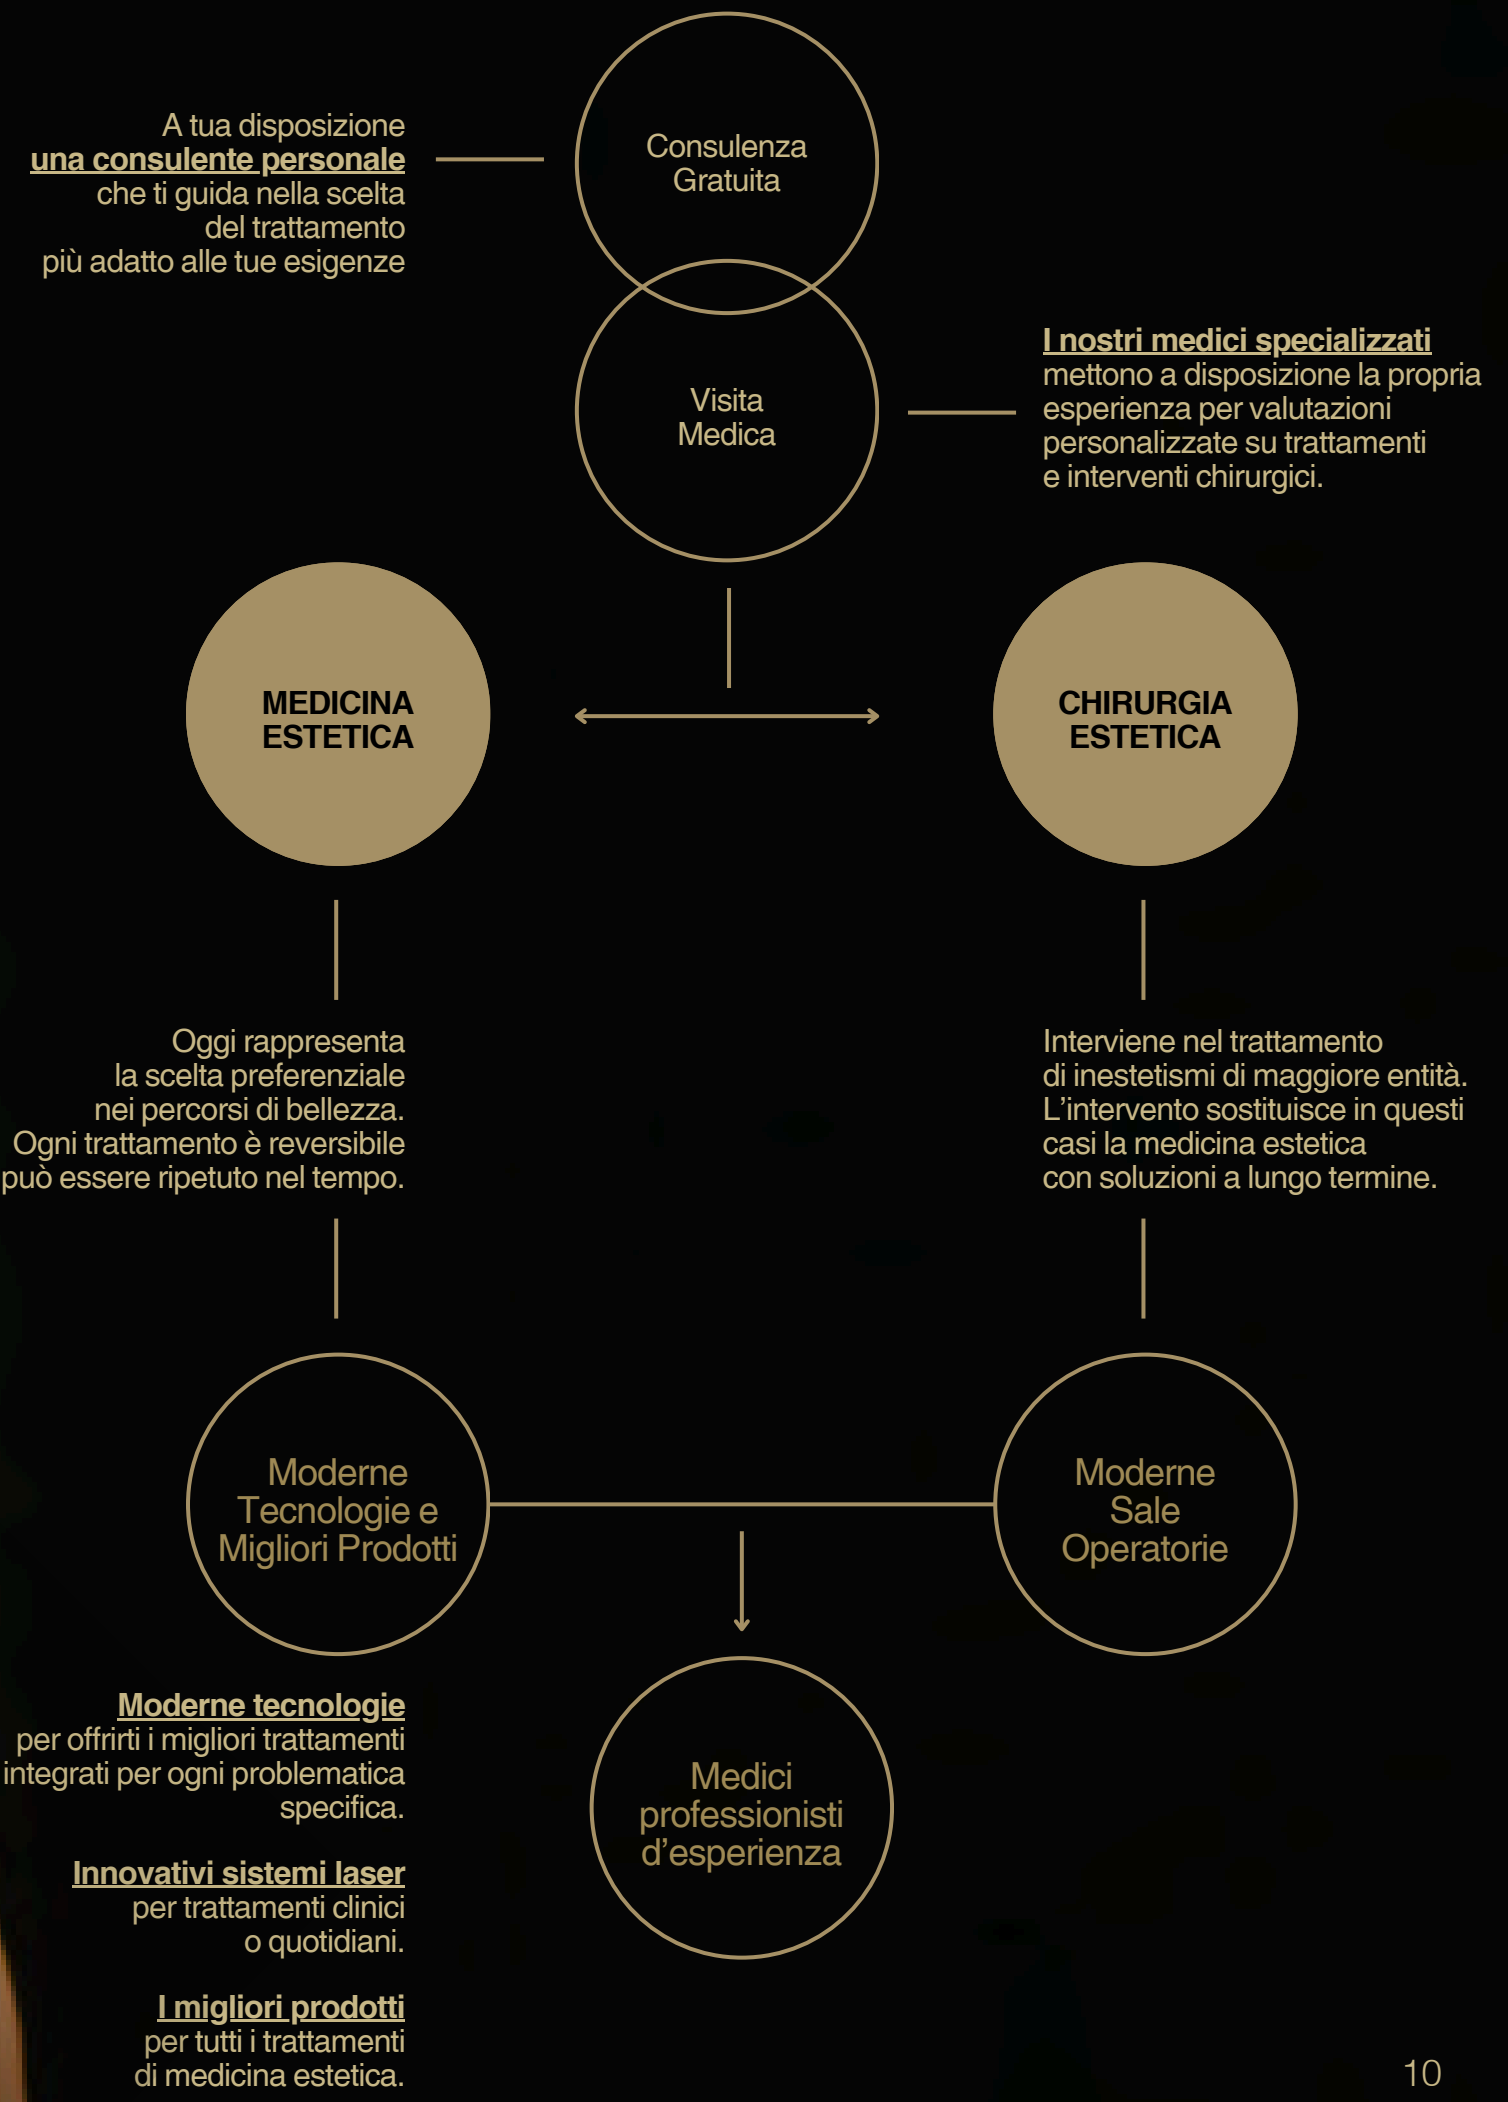 A tua disposizione
una consulente personale
che ti guida nella scelta
del trattamento
più adatto alle tue esigenze
Consulenza
Gratuita
Visita
Medica
I nostri medici specializzati
mettono a disposizione la propria
esperienza per valutazioni
personalizzate su trattamenti
e interventi chirurgici.
MEDICINA
ESTETICA
CHIRURGIA
ESTETICA
Oggi rappresenta
la scelta preferenziale
nei percorsi di bellezza.
Ogni trattamento è reversibile
può essere ripetuto nel tempo.
Interviene nel trattamento
di inestetismi di maggiore entità.
L’intervento sostituisce in questi
casi la medicina estetica
con soluzioni a lungo termine.
Moderne
Tecnologie e
Migliori Prodotti
Moderne
Sale
Operatorie
Moderne tecnologie
per offrirti i migliori trattamenti
integrati per ogni problematica
specifica.
Innovativi sistemi laser
per trattamenti clinici
o quotidiani.
I migliori prodotti
per tutti i trattamenti
di medicina estetica.
Medici
professionisti
d’esperienza
10